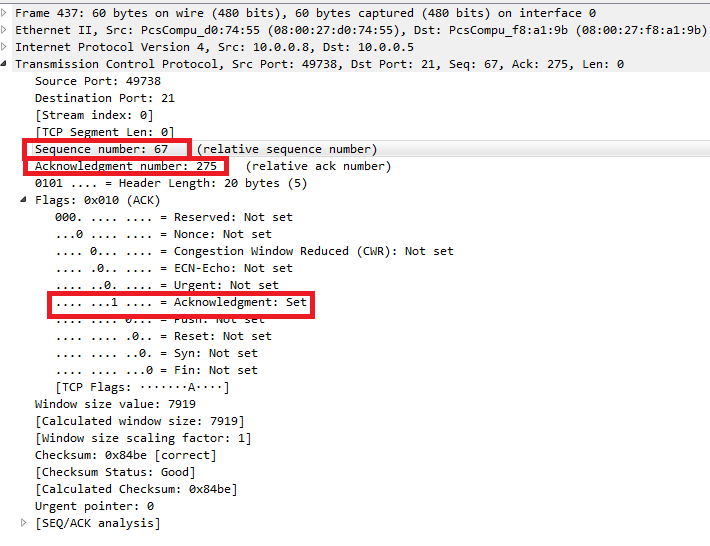 Frame 437: 60 bytes on wire (480 bits), 60 bytes captured (480 bits) on interface 0
Ethernet II, Src: PcsCompu_d0:74:55 (08:00:27:d0:74:55), Dst: PcsCompu_f8:a1:9b (08:00:27:f8:a1:9b)
Internet Protocol Version 4, Src: 10.0.0.8, Dst: 10.0.0.5
Transmission Control Protocol, Src Port: 49738, Dst Port: 21, Seq: 67, Ack: 275, Len: 0
Source Port: 49738
Destination Port: 21
[Stream index: 0]
[TCP Segment Len: 0]
Sequence number: 67    (relative sequence number)
Acknowledgment number: 275    (relative ack number)
0101 .... = Header Length: 20 bytes (5)
Flags: 0x010 (ACK)
000. .... .... = Reserved: Not set
...0 .... .... = Nonce: Not set
.... 0... .... = Congestion Window Reduced (CWR): Not set
.... .0.. .... = ECN-Echo: Not set
.... ..0. .... = Urgent: Not set
.... ...1 .... = Acknowledgment: Set
.... .... 0... = Push: Not set
.... .... .0.. = Reset: Not set
.... .... ..0. = Syn: Not set
.... .... ...0 = Fin: Not set
[TCP Flags: ·······A····]
Window size value: 7919
[Calculated window size: 7919]
[Window size scaling factor: 1]
Checksum: 0x84be [correct]
[Checksum Status: Good]
[Calculated Checksum: 0x84be]
Urgent pointer: 0
[SEQ/ACK analysis]